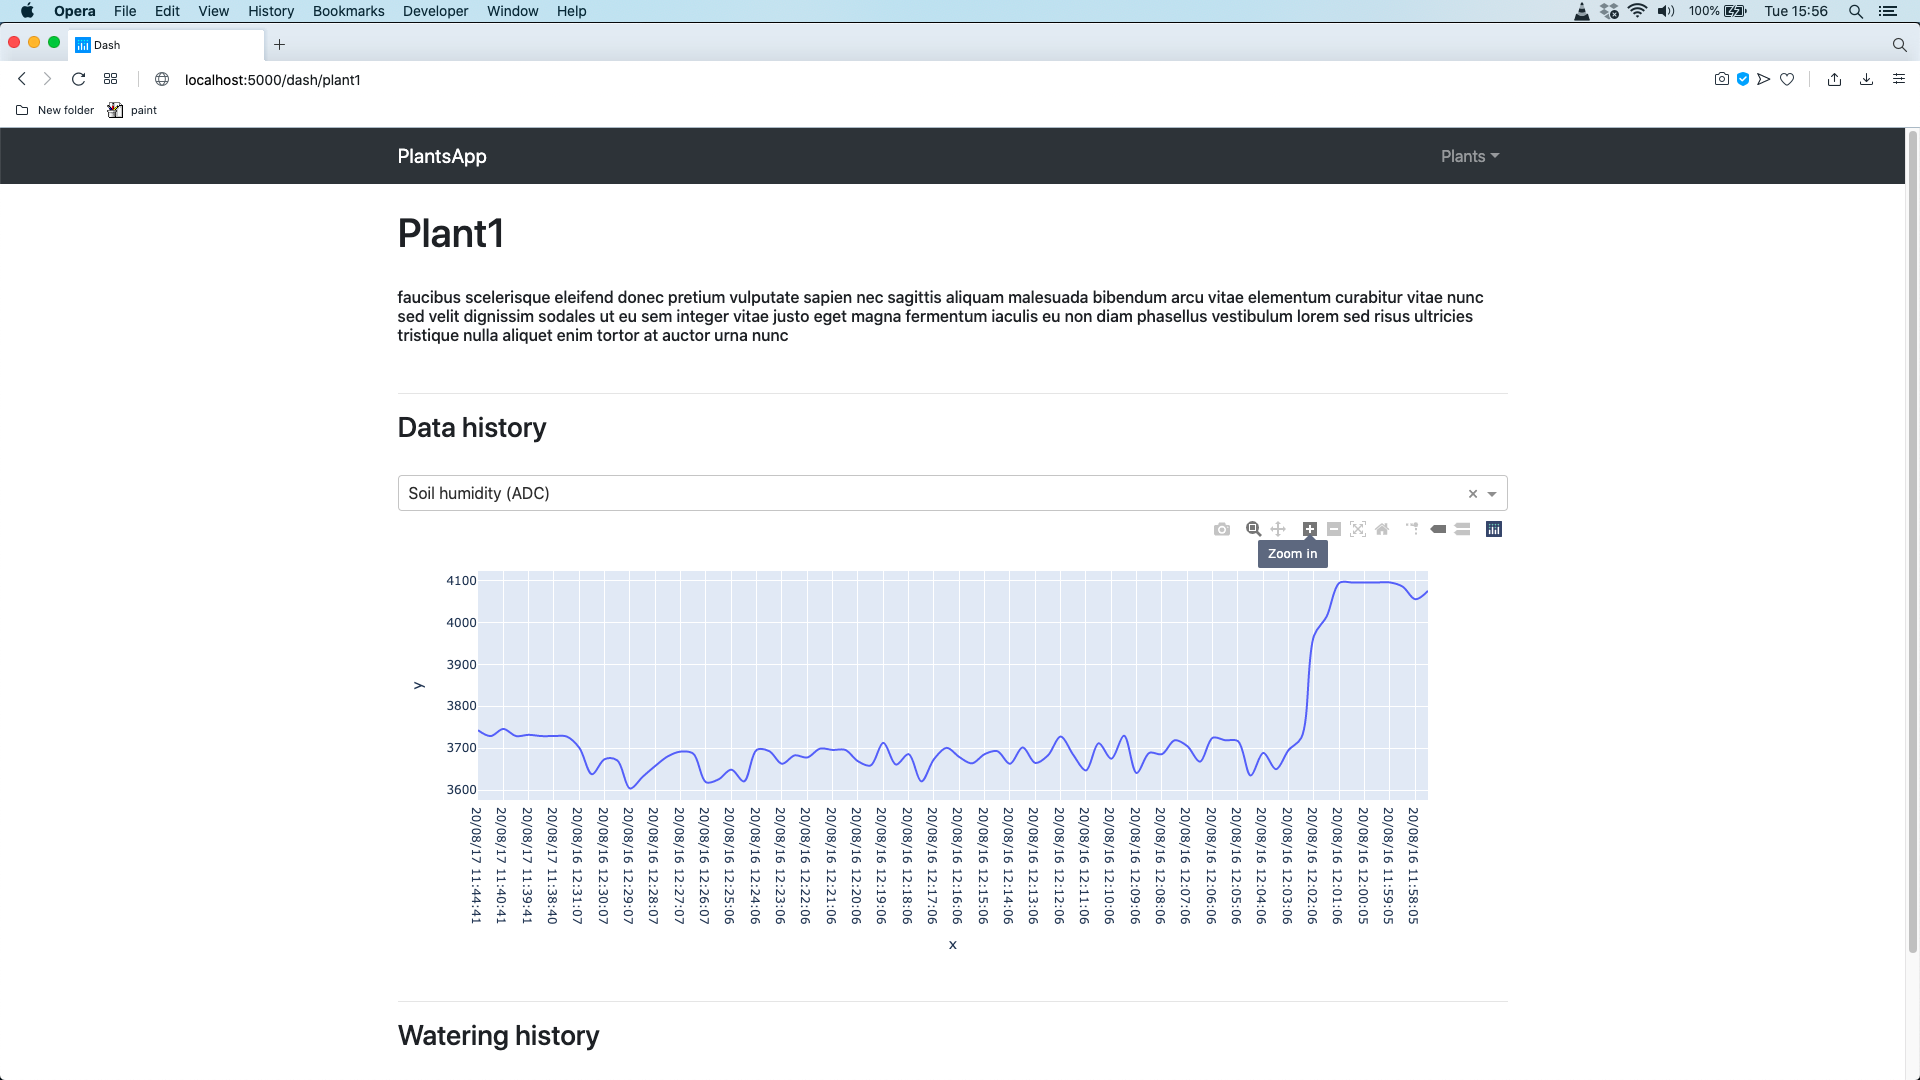 Opera File Edit View History Bookmarks Developer Window Help 100% Tue 15:56
Dash
localhost:5000/dash/plant1
New folder paint
PlantsApp Plants
Plant1
faucibus scelerisque eleifend donec pretium vulputate sapien nec sagittis aliquam malesuada bibendum arcu vitae elementum curabitur vitae nunc
sed velit dignissim sodales ut eu sem integer vitae justo eget magna fermentum iaculis eu non diam phasellus vestibulum lorem sed risus ultricies
tristique nulla aliquet enim tortor at auctor urna nunc
Data history
Soil humidity (ADC)
Zoom in
4100
4000
3900
3800
3700
3600
y
20/08/17 11:44:41
20/08/17 11:40:41
20/08/17 11:39:41
20/08/17 11:38:40
20/08/16 12:31:07
20/08/16 12:30:07
20/08/16 12:29:07
20/08/16 12:28:07
20/08/16 12:27:07
20/08/16 12:26:07
20/08/16 12:25:06
20/08/16 12:24:06
20/08/16 12:23:06
20/08/16 12:22:06
20/08/16 12:21:06
20/08/16 12:20:06
20/08/16 12:19:06
20/08/16 12:18:06
20/08/16 12:17:06
20/08/16 12:16:06
20/08/16 12:15:06
20/08/16 12:14:06
20/08/16 12:13:06
20/08/16 12:12:06
20/08/16 12:11:06
20/08/16 12:10:06
20/08/16 12:09:06
20/08/16 12:08:06
20/08/16 12:07:06
20/08/16 12:06:06
20/08/16 12:05:06
20/08/16 12:04:06
20/08/16 12:03:06
20/08/16 12:02:06
20/08/16 12:01:06
20/08/16 12:00:05
20/08/16 11:59:05
20/08/16 11:58:05
x
Watering history